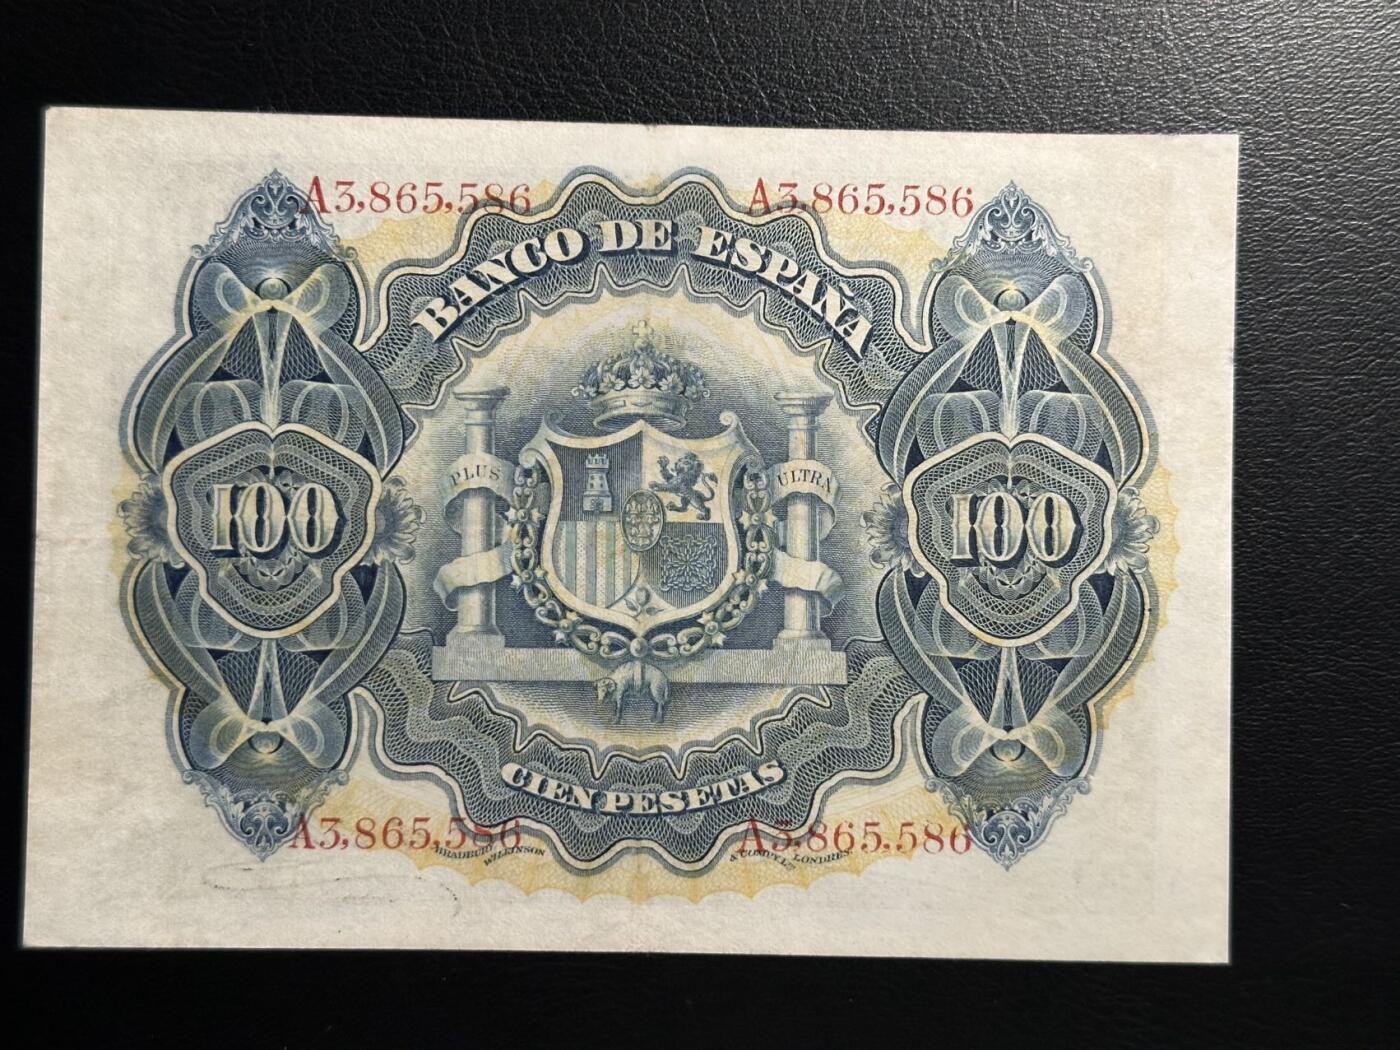 A3,865,586 A3,865,586
BANCO DE ESPAÑA
PLUS ULTRA
100 100
CIEN PESETAS
A3,865,586 A3,865,586
BRADBURY WILKINSON & COMPY. LTD. LONDRES.